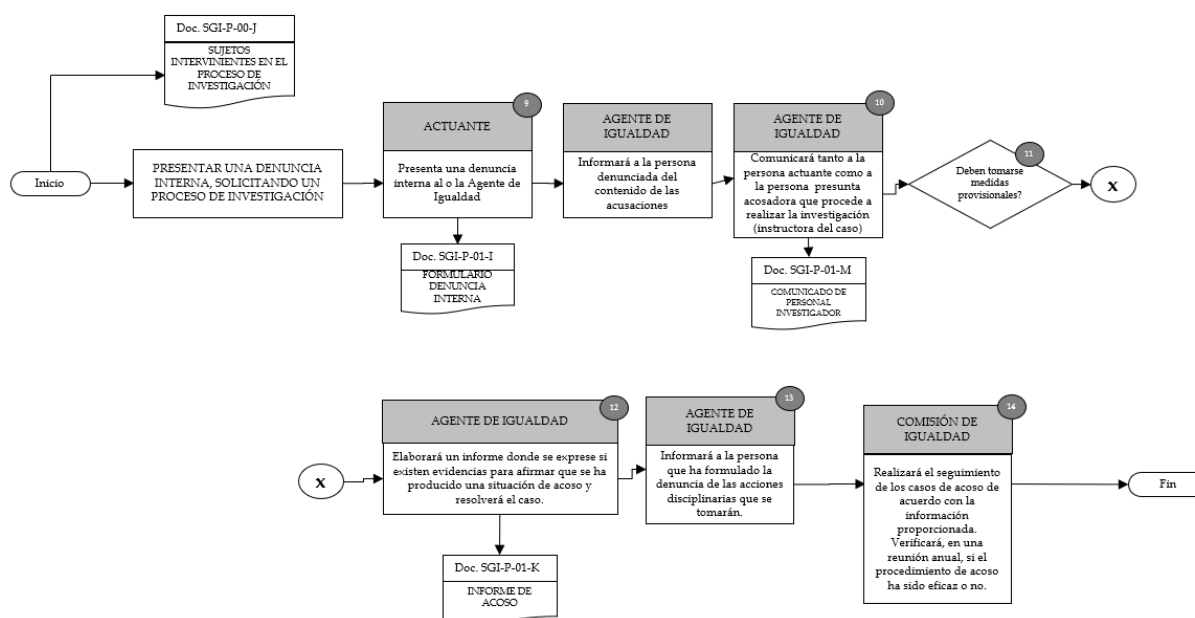 Doc. SGI-P-00-J
SUJETOS
INTERVINIENTES EN EL
PROCESO DE
INVESTIGACIÓN
Inicio
PRESENTAR UNA DENUNCIA
INTERNA, SOLICITANDO UN
PROCESO DE INVESTIGACIÓN
9
ACTUANTE
Presenta una denuncia
interna al o la Agente de
Igualdad
Doc. SGI-P-01-I
FORMULARIO
DENUNCIA
INTERNA
AGENTE DE
IGUALDAD
Informará a la persona
denunciada del
contenido de las
acusaciones
10
AGENTE DE
IGUALDAD
Comunicará tanto a la
persona actuante como a
la persona presunta
acosadora que procede a
realizar la investigación
(instructora del caso)
Doc. SGI-P-01-M
COMUNICADO DE
PERSONAL
INVESTIGADOR
11
Deben tomarse
medidas
provisionales?
X
X
12
AGENTE DE IGUALDAD
Elaborará un informe donde se exprese si
existen evidencias para afirmar que se ha
producido una situación de acoso y
resolverá el caso.
Doc. SGI-P-01-K
INFORME DE
ACOSO
13
AGENTE DE
IGUALDAD
Informará a la persona
que ha formulado la
denuncia de las acciones
disciplinarias que se
tomarán.
14
COMISIÓN DE
IGUALDAD
Realizará el seguimiento
de los casos de acoso de
acuerdo con la
información
proporcionada.
Verificará, en una
reunión anual, si el
procedimiento de acoso
ha sido eficaz o no.
Fin